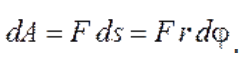 dA = F ds = F r dφ.